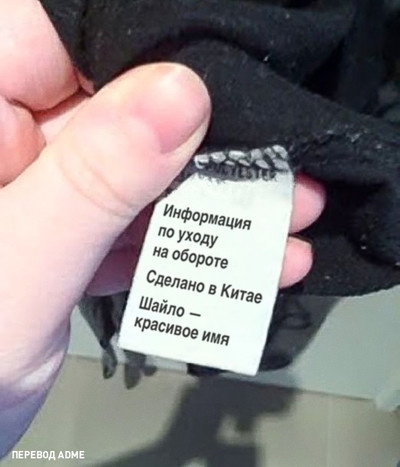 Информация
по уходу
на обороте
Сделано в Китае
Шайло —
красивое имя
ПЕРЕВОД ADME